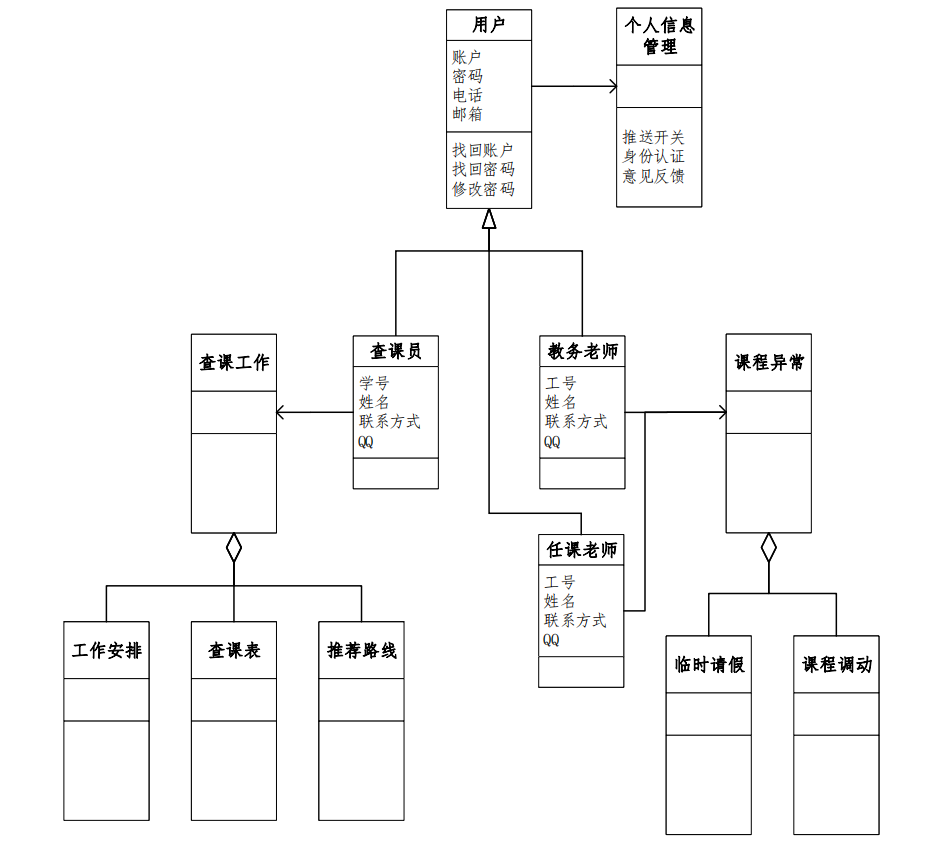 用户
账户
密码
电话
邮箱
找回账户
找回密码
修改密码
个人信息
管理
推送开关
身份认证
意见反馈
查课工作
查课员
学号
姓名
联系方式
QQ
教务老师
工号
姓名
联系方式
QQ
课程异常
任课老师
工号
姓名
联系方式
QQ
工作安排
查课表
推荐路线
临时请假
课程调动